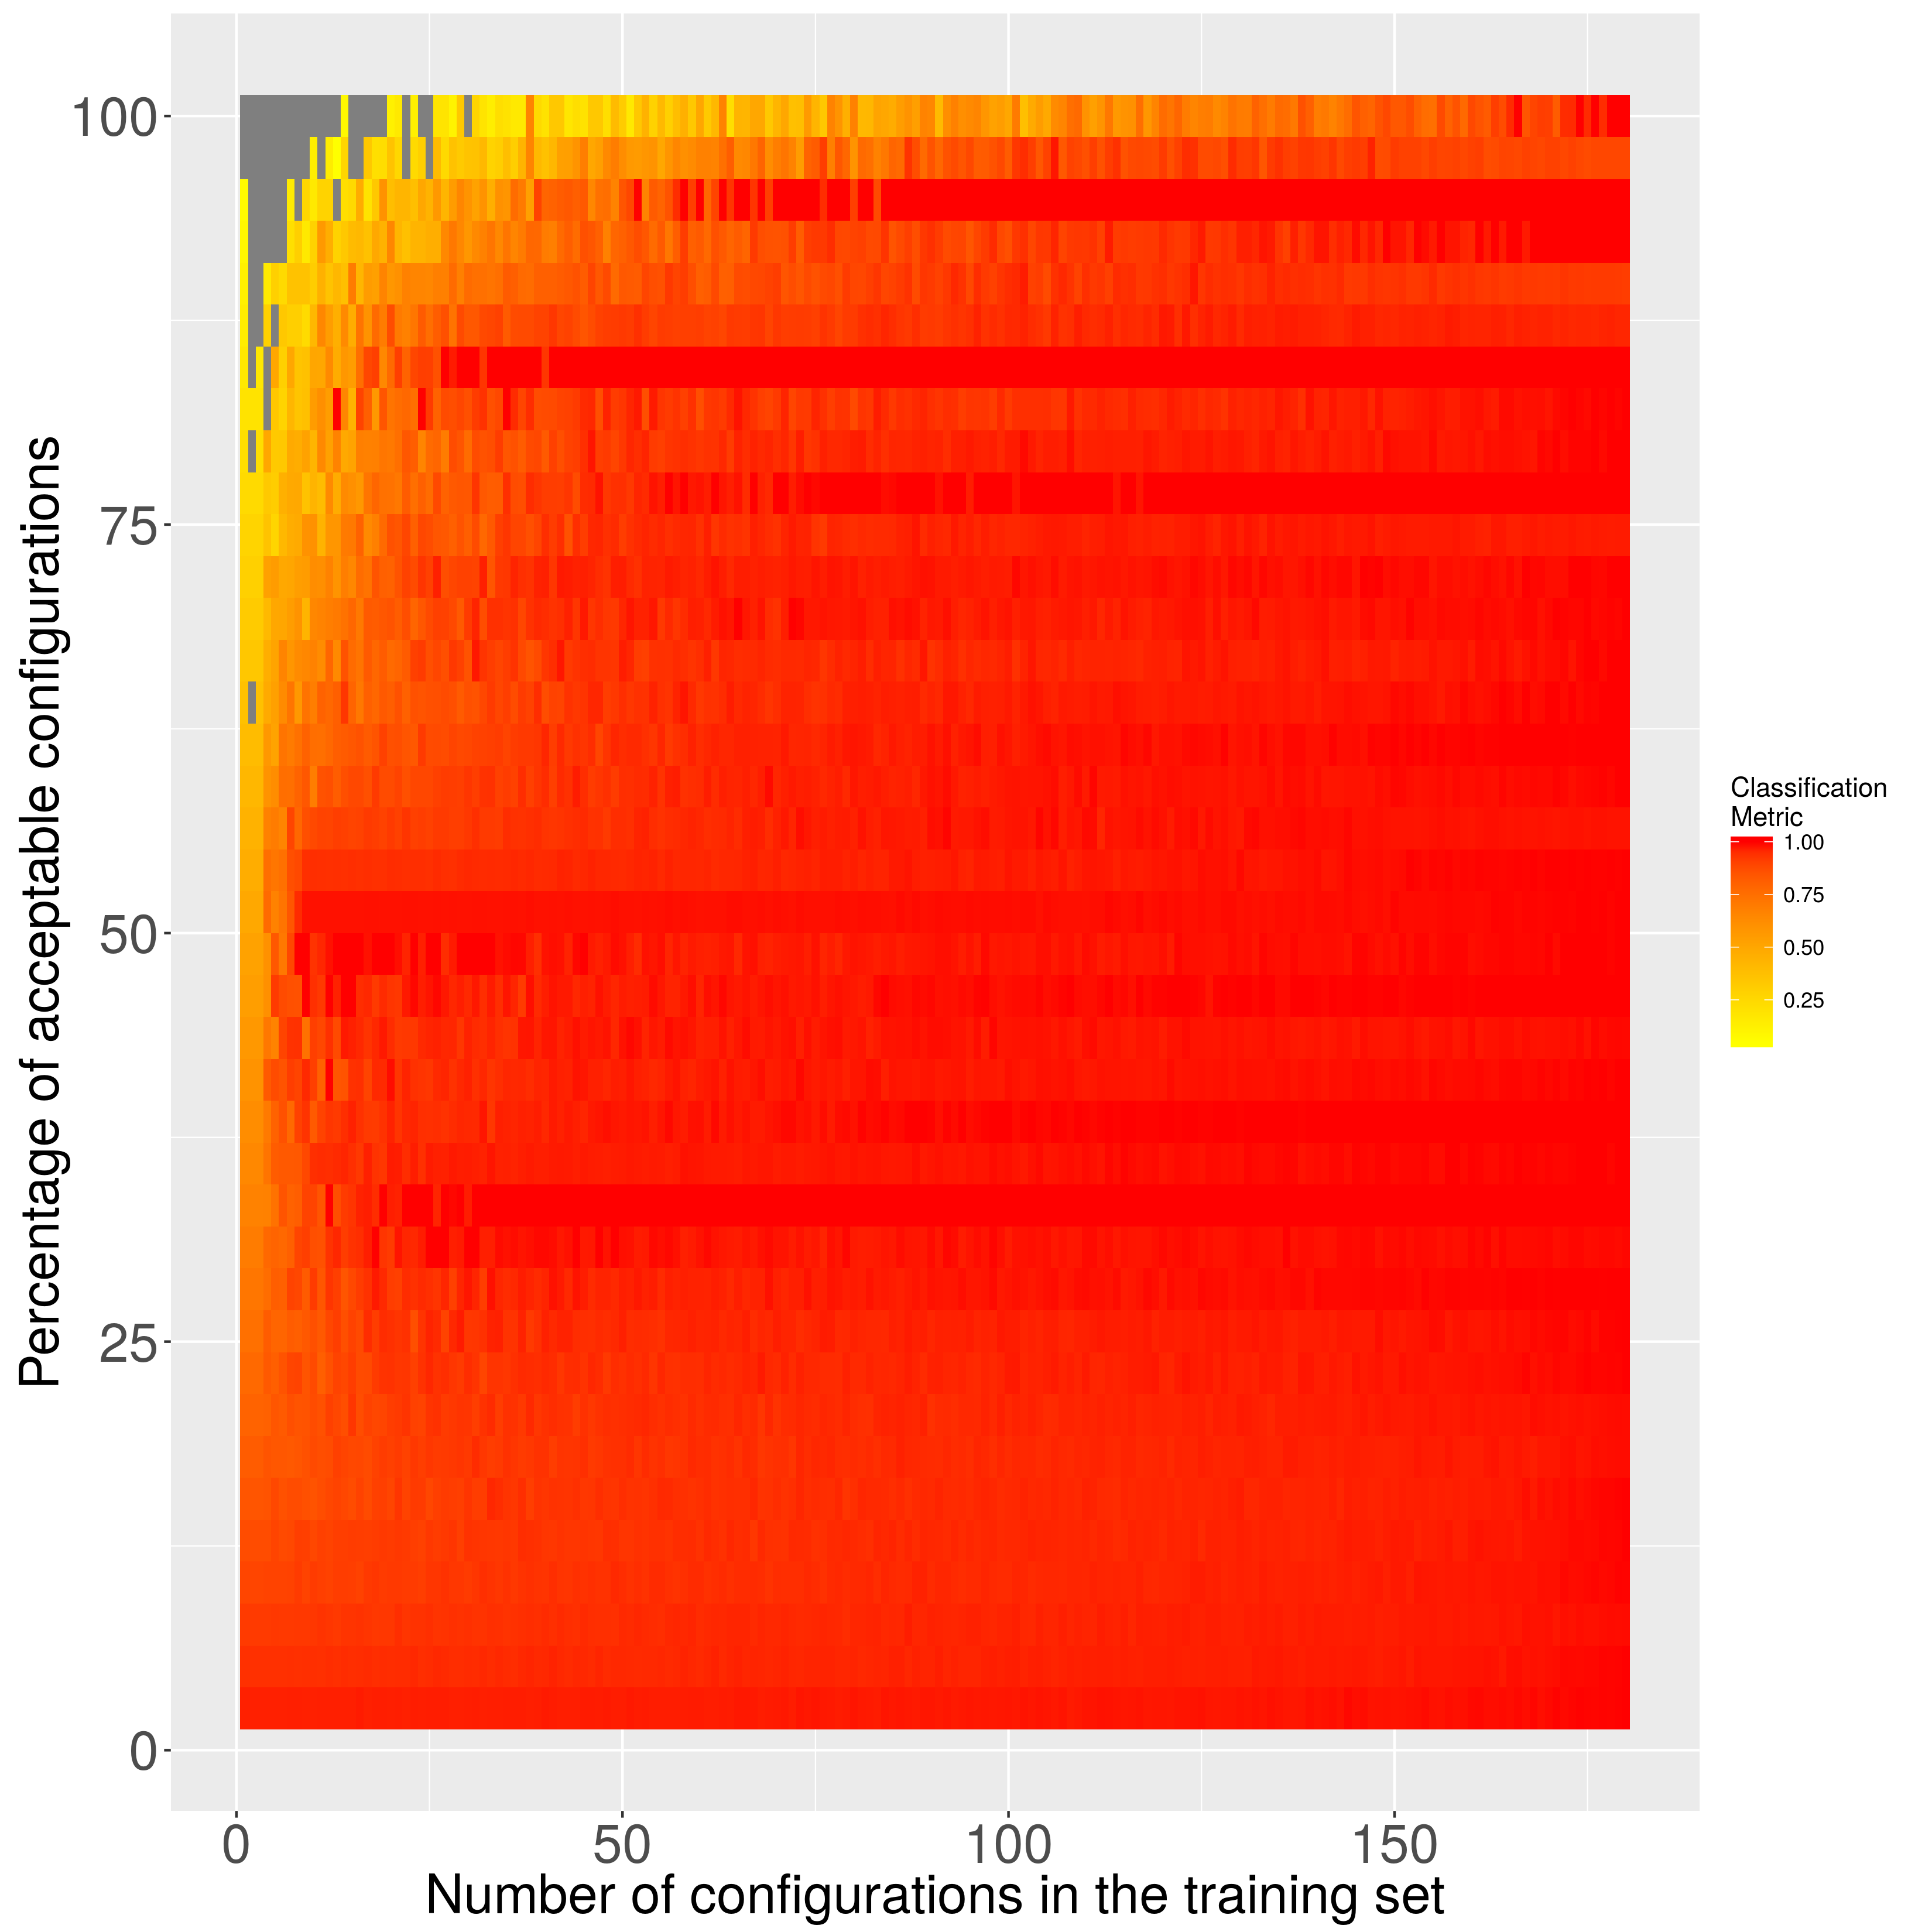 Percentage of acceptable configurations
100
75
50
25
0
0 50 100 150
Number of configurations in the training set
Classification
Metric
1.00
0.75
0.50
0.25